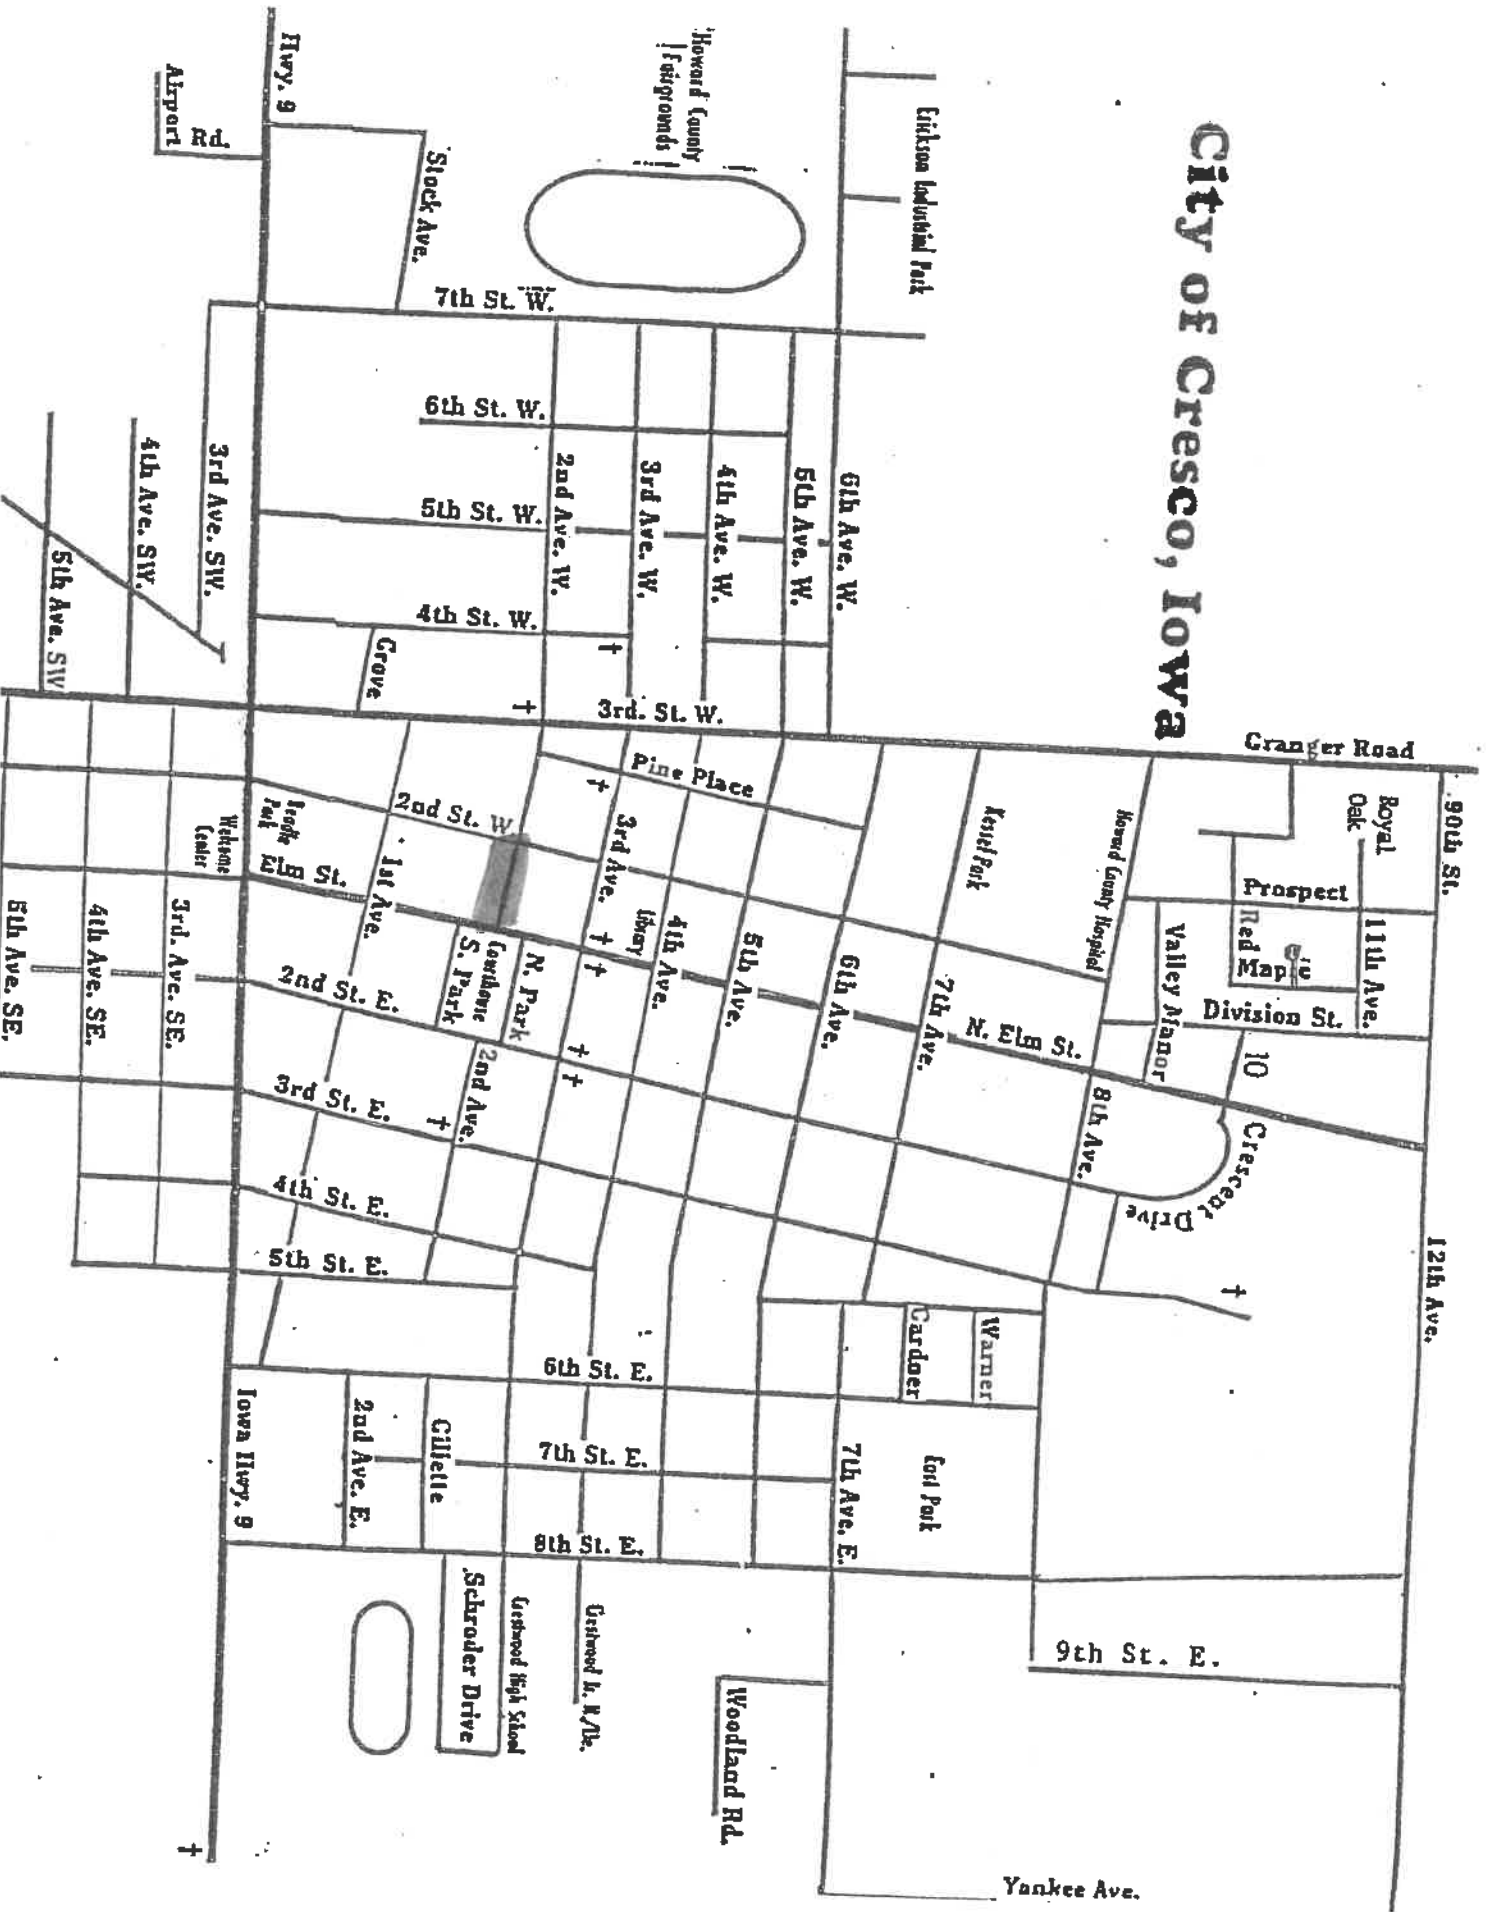 City of Cresco, Iowa
Hwy. 9
Airport Rd.
Stock Ave.
Howard County
Fairgrounds
Erickson Industrial Park
7th St. W.
6th St. W.
5th St. W.
4th St. W.
2nd Ave. W.
3rd Ave. W.
4th Ave. W.
5th Ave. W.
6th Ave. W.
3rd Ave. SW.
4th Ave. SW.
5th Ave. SW
Grove
3rd. St. W.
Granger Road
Pine Place
2nd St. W
Beadle
Park
Welcome
Center
Elm St.
1st Ave.
3rd Ave.
Library
4th Ave.
5th Ave.
6th Ave.
7th Ave.
Kessel Park
Howard County Hospital
Royal
Oak
90th St.
Prospect
Red
Maple
11th Ave.
Valley Manor
Division St.
10
N. Elm St.
8th Ave.
Crescent Drive
12th Ave.
3rd. Ave. SE.
4th Ave. SE.
5th Ave. SE.
2nd St. E.
S. Park
Courthouse
N. Park
2nd Ave.
3rd St. E.
4th St. E.
5th St. E.
6th St. E.
7th St. E.
8th St. E.
Warner
Gardner
East Park
7th Ave. E.
Iowa Hwy. 9
2nd Ave. E.
Gillette
Schroder Drive
Crestwood High School
Woodland Rd.
9th St. E.
Yankee Ave.